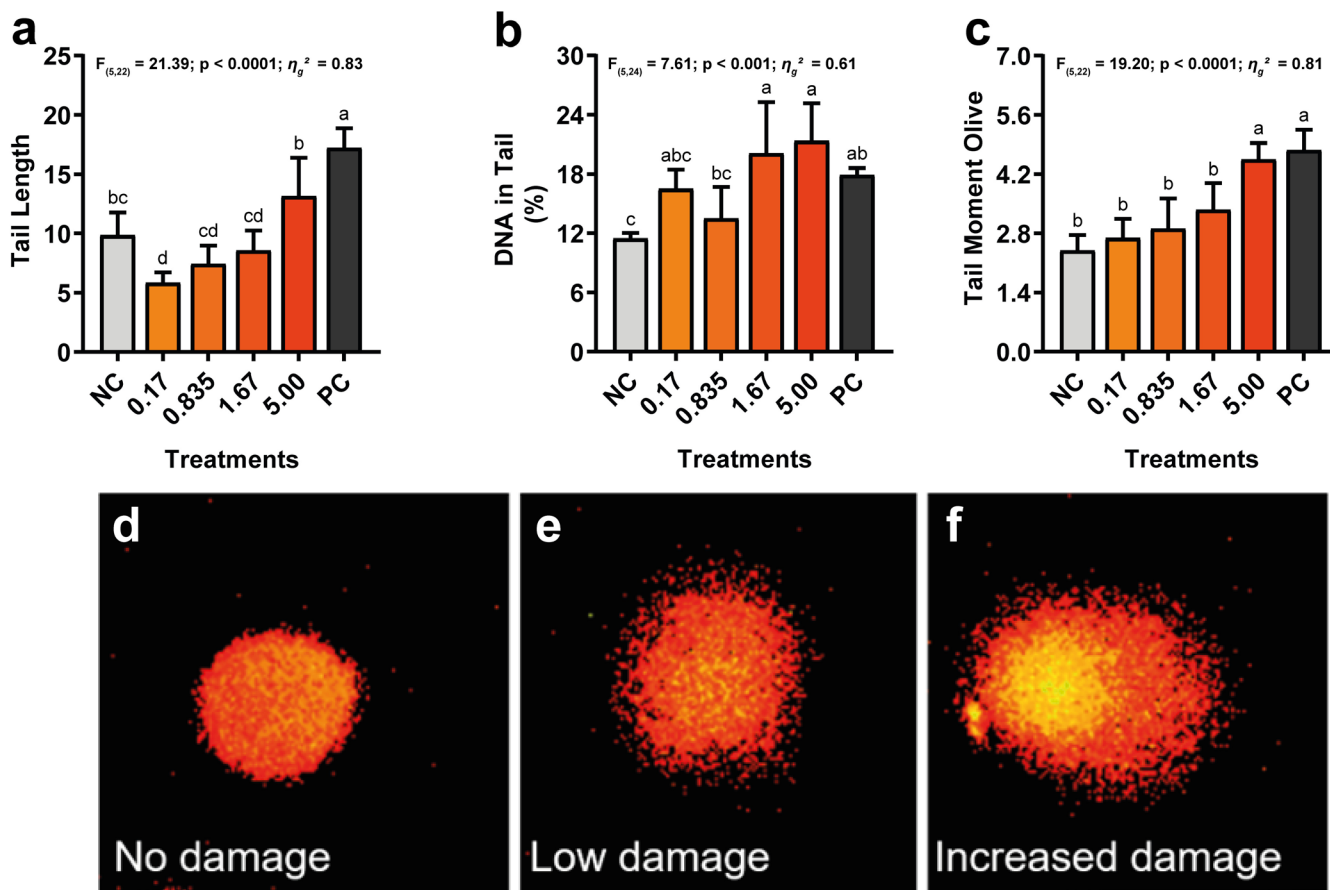 a
F(5,22) = 21.39; p < 0.0001; ηg² = 0.83
Tail Length
25
20
15
10
5
0
bc
d
cd
cd
b
a
NC
0.17
0.835
1.67
5.00
PC
Treatments
b
F(5,24) = 7.61; p < 0.001; ηg² = 0.61
DNA in Tail
(%)
30
24
18
12
6
0
c
abc
bc
a
a
ab
NC
0.17
0.835
1.67
5.00
PC
Treatments
c
F(5,22) = 19.20; p < 0.0001; ηg² = 0.81
Tail Moment Olive
7.0
5.6
4.2
2.8
1.4
0.0
b
b
b
b
a
a
NC
0.17
0.835
1.67
5.00
PC
Treatments
d
No damage
e
Low damage
f
Increased damage